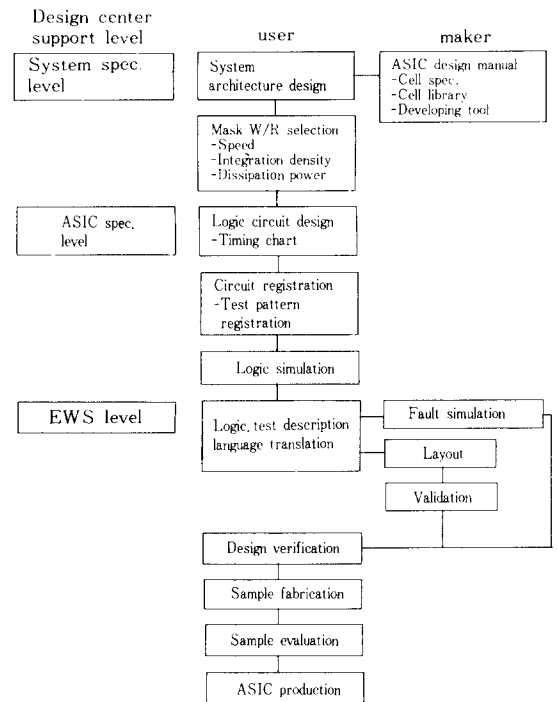 Design center
support level
user
maker
System spec.
level
System
architecture design
ASIC design manual
-Cell spec.
-Cell library
-Developing tool
Mask W/R selection
-Speed
-Integration density
-Dissipation power
ASIC spec.
level
Logic circuit design
-Timing chart
Circuit registration
-Test pattern
registration
Logic simulation
EWS level
Logic, test description
language translation
Fault simulation
Layout
Validation
Design verification
Sample fabrication
Sample evaluation
ASIC production